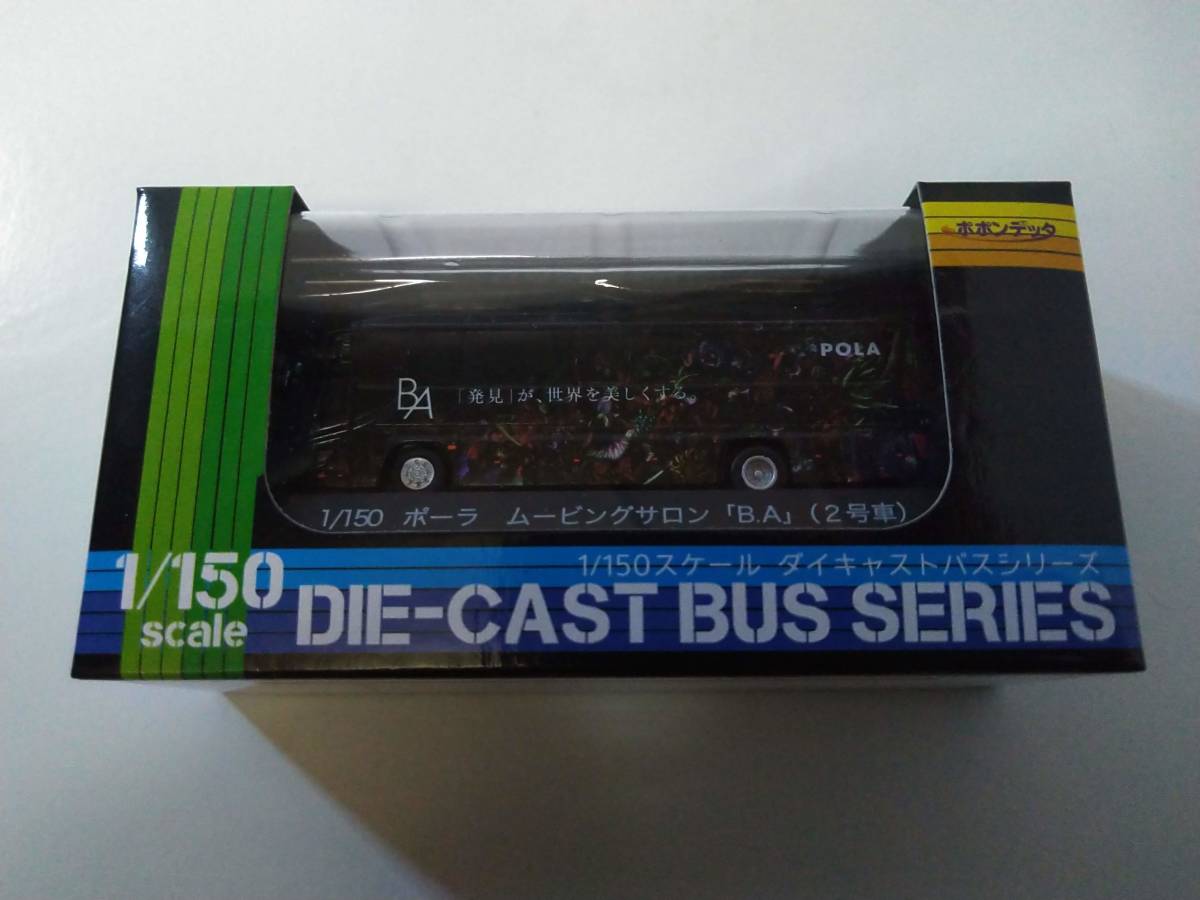 ポポンデッタ
POLA
BA 「発見」が、世界を美しくする。
1/150 ポーラ ムービングサロン「B.A」(2号車)
1/150スケール ダイキャストバスシリーズ
1/150
scale
DIE-CAST BUS SERIES